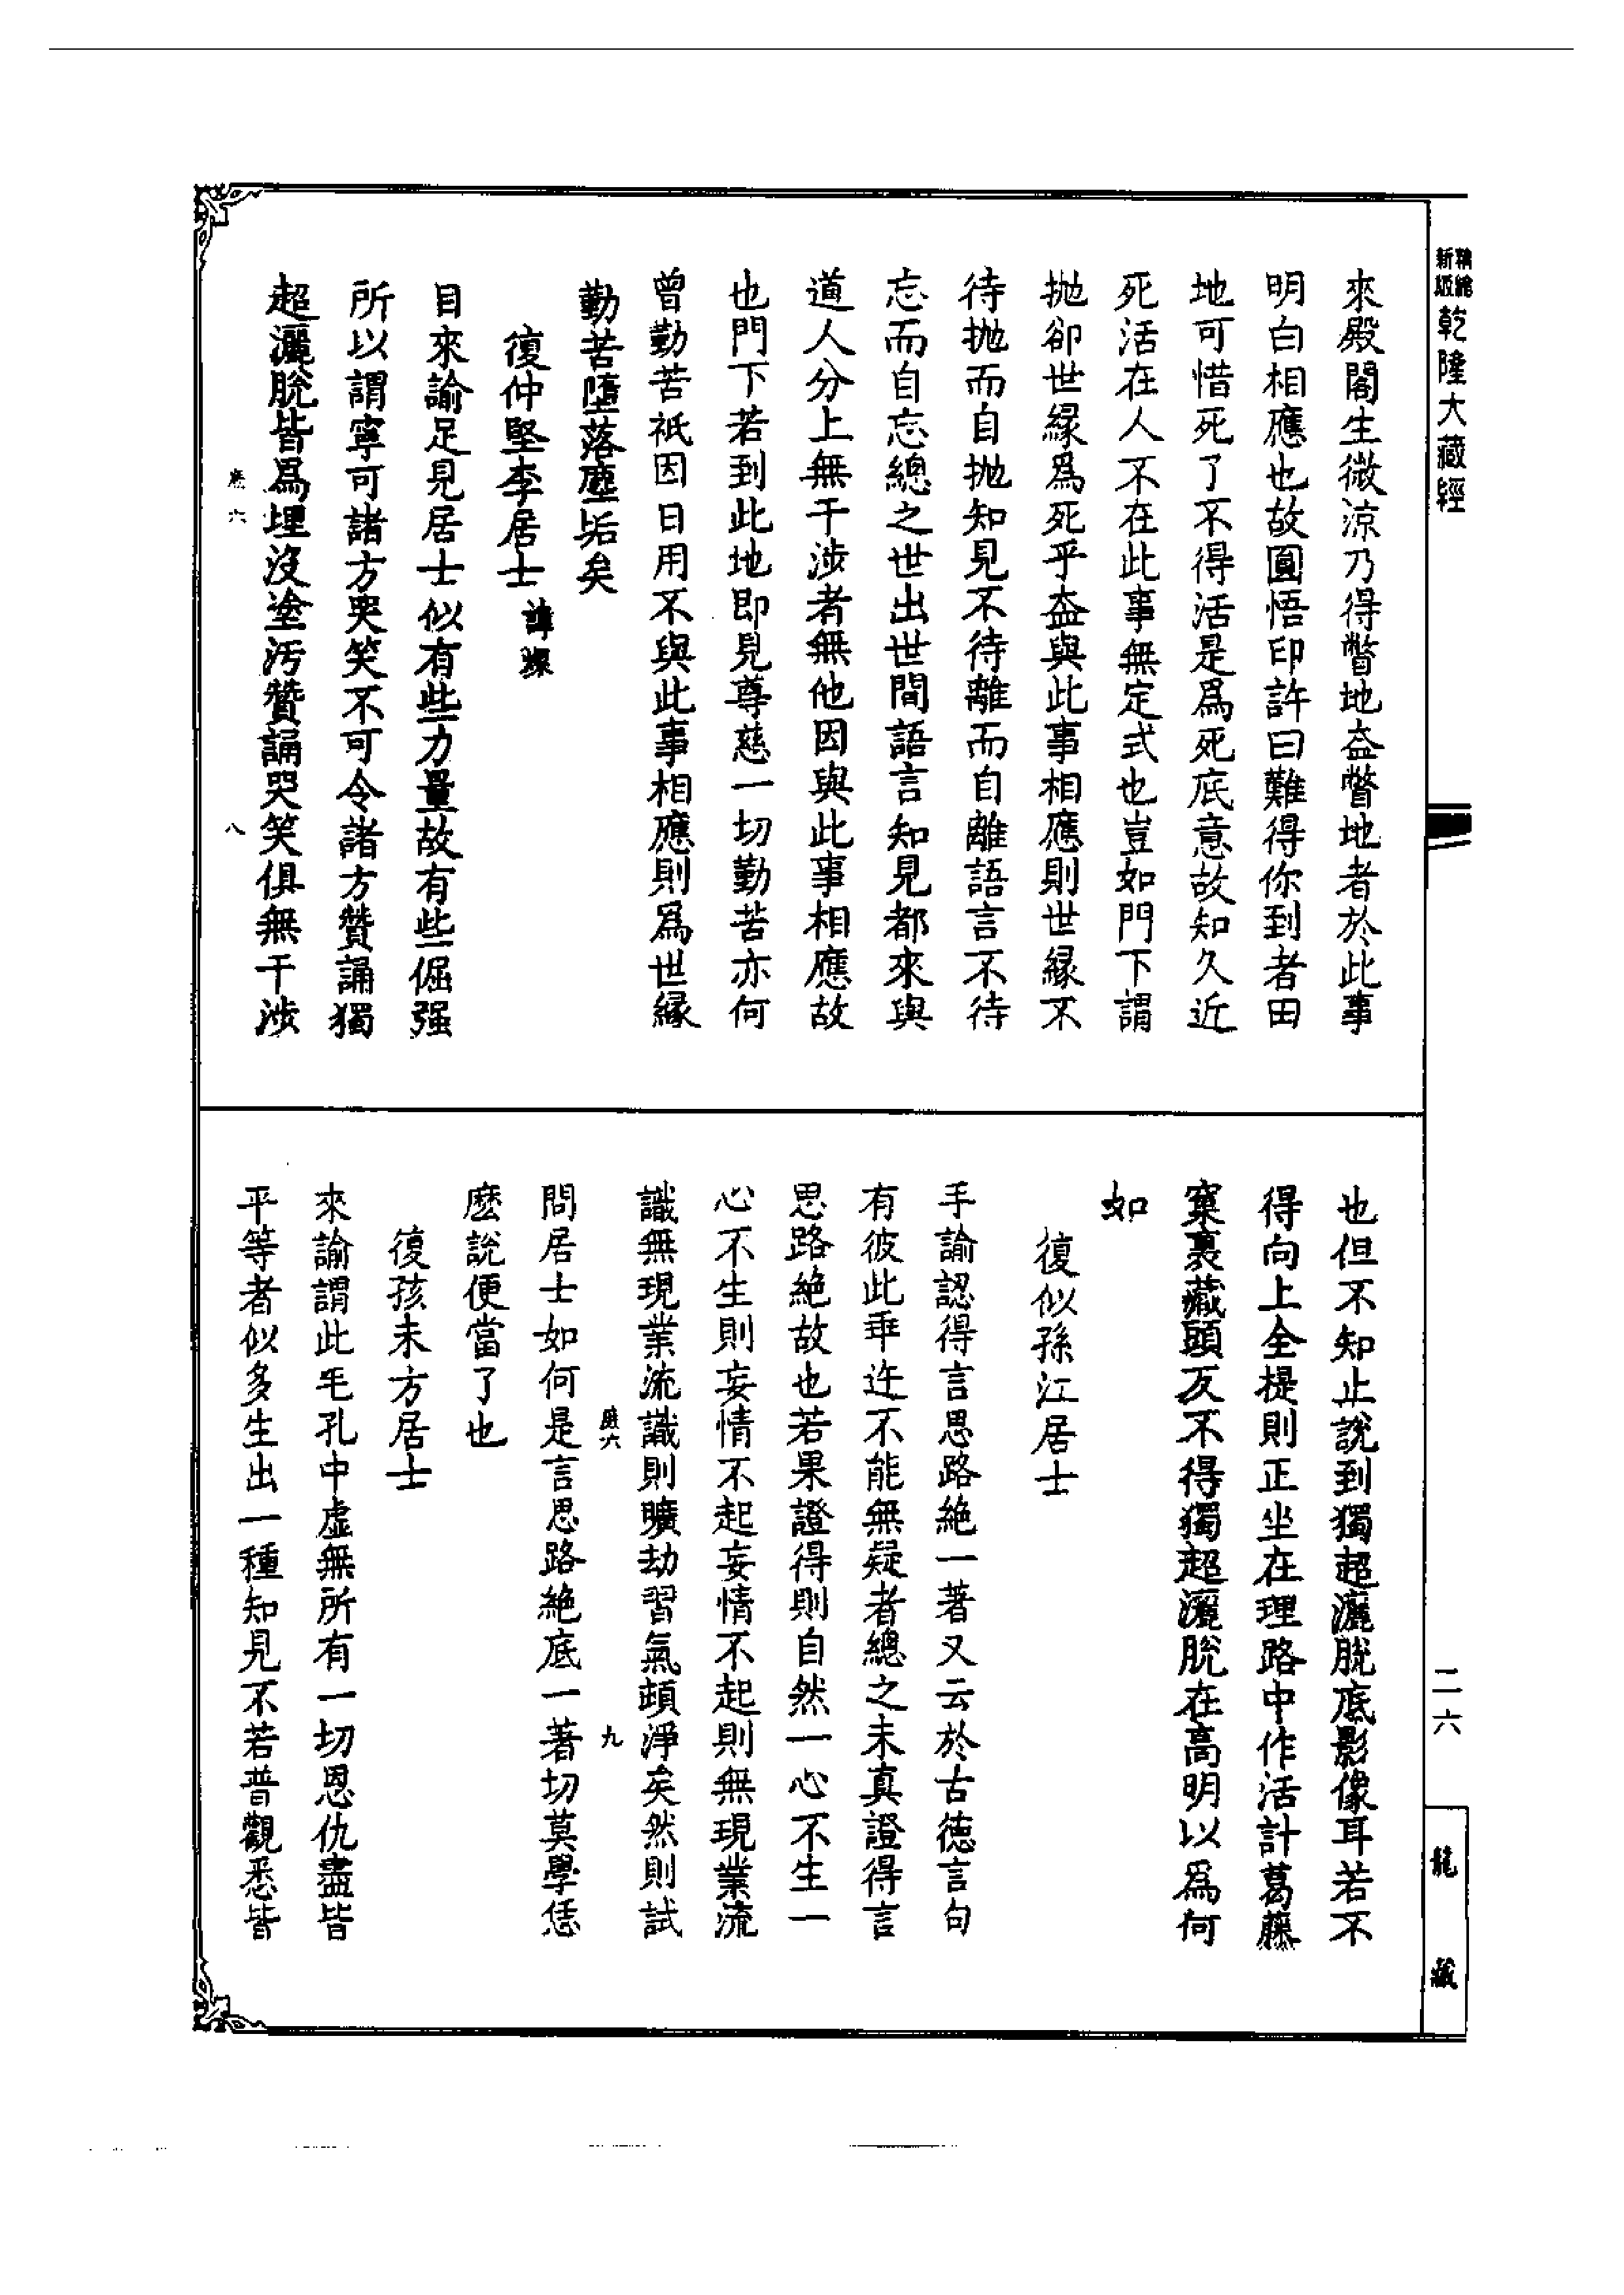 新版精縮乾隆大藏經
來殿閣生微涼乃得瞥地葢瞥地者於此事
明白相應也故圓悟印許曰難得你到者田
地可惜死了不得活是爲死底意故知久近
死活在人不在此事無定式也豈如門下謂
拋卻世緣爲死乎葢與此事相應則世緣不
待拋而自拋知見不待離而自離語言不待
忘而自忘總之世出世間語言知見都來與
道人分上無干涉者無他因與此事相應故
也門下若到此地即見尊慈一切勤苦亦何
曾勤苦祇因日用不與此事相應則爲世緣
勤苦墮落塵垢矣
復仲堅李居士
目來諭足見居士似有些力量故有些倔强
所以謂寧可諸方哭笑不可令諸方贊誦獨
超灑脫皆爲埋沒塗污贊誦哭笑俱無干涉
八
也但不知止說到獨超灑脫底影像耳若不
得向上全提則正坐在理路中作活計葛藤
窠裏藏頭反不得獨超灑脫在高明以爲何
如
復似孫江居士
手諭認得言思路絕一著又云於古德言句
有彼此乖迕不能無疑者總之未真證得言
思路絕故也若果證得則自然一心不生一
心不生則妄情不起妄情不起則無現業流
識無現業流識則曠劫習氣頓淨矣然則試
九
問居士如何是言思路絕底一著切莫學恁
麽說便當了也
復孩未方居士
來諭謂此毛孔中虛無所有一切恩仇盡皆
平等者似多生出一種知見不若普觀悉皆
二六
龍藏